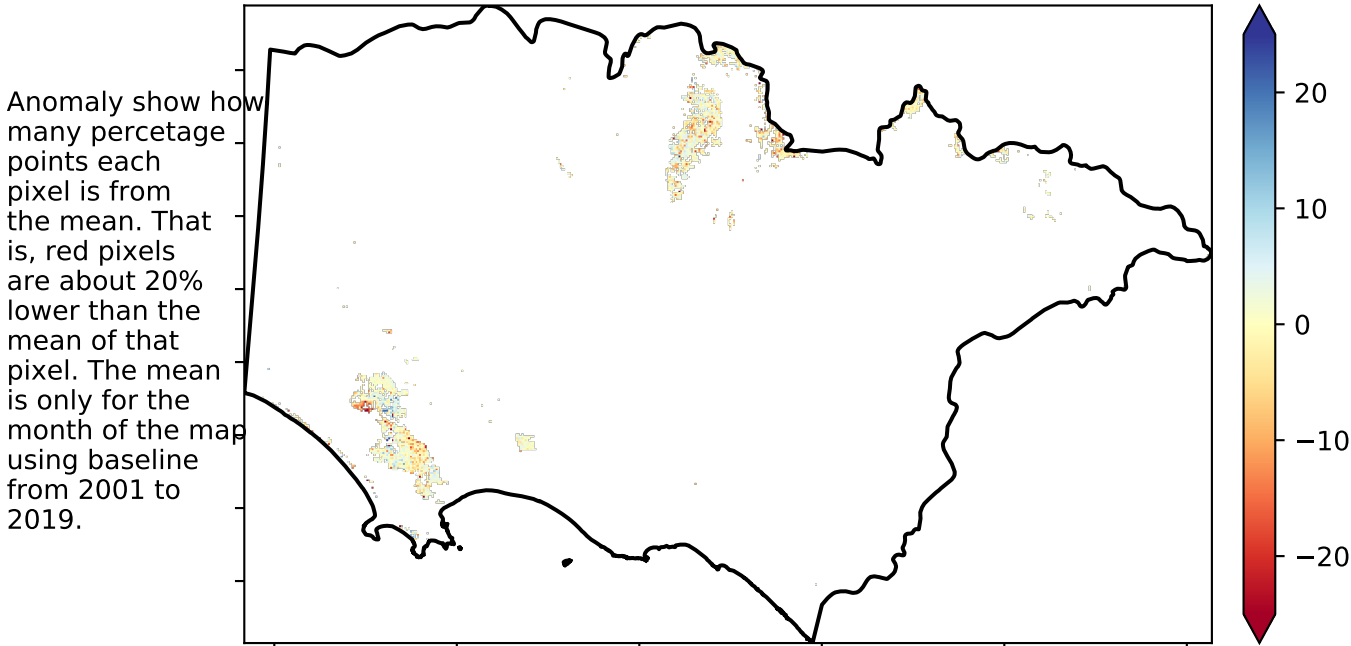 Anomaly show how
many percetage
points each
pixel is from
the mean. That
is, red pixels
are about 20%
lower than the
mean of that
pixel. The mean
is only for the
month of the map
using baseline
from 2001 to
2019.
20
10
0
−10
−20